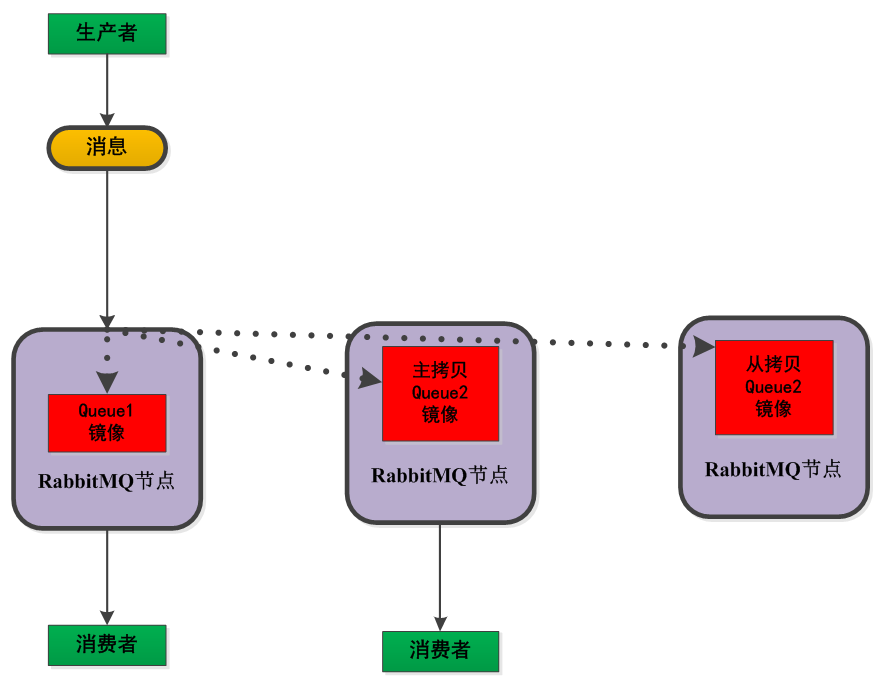 生产者
消息
Queue1
镜像
RabbitMQ节点
主拷贝
Queue2
镜像
RabbitMQ节点
从拷贝
Queue2
镜像
RabbitMQ节点
消费者
消费者